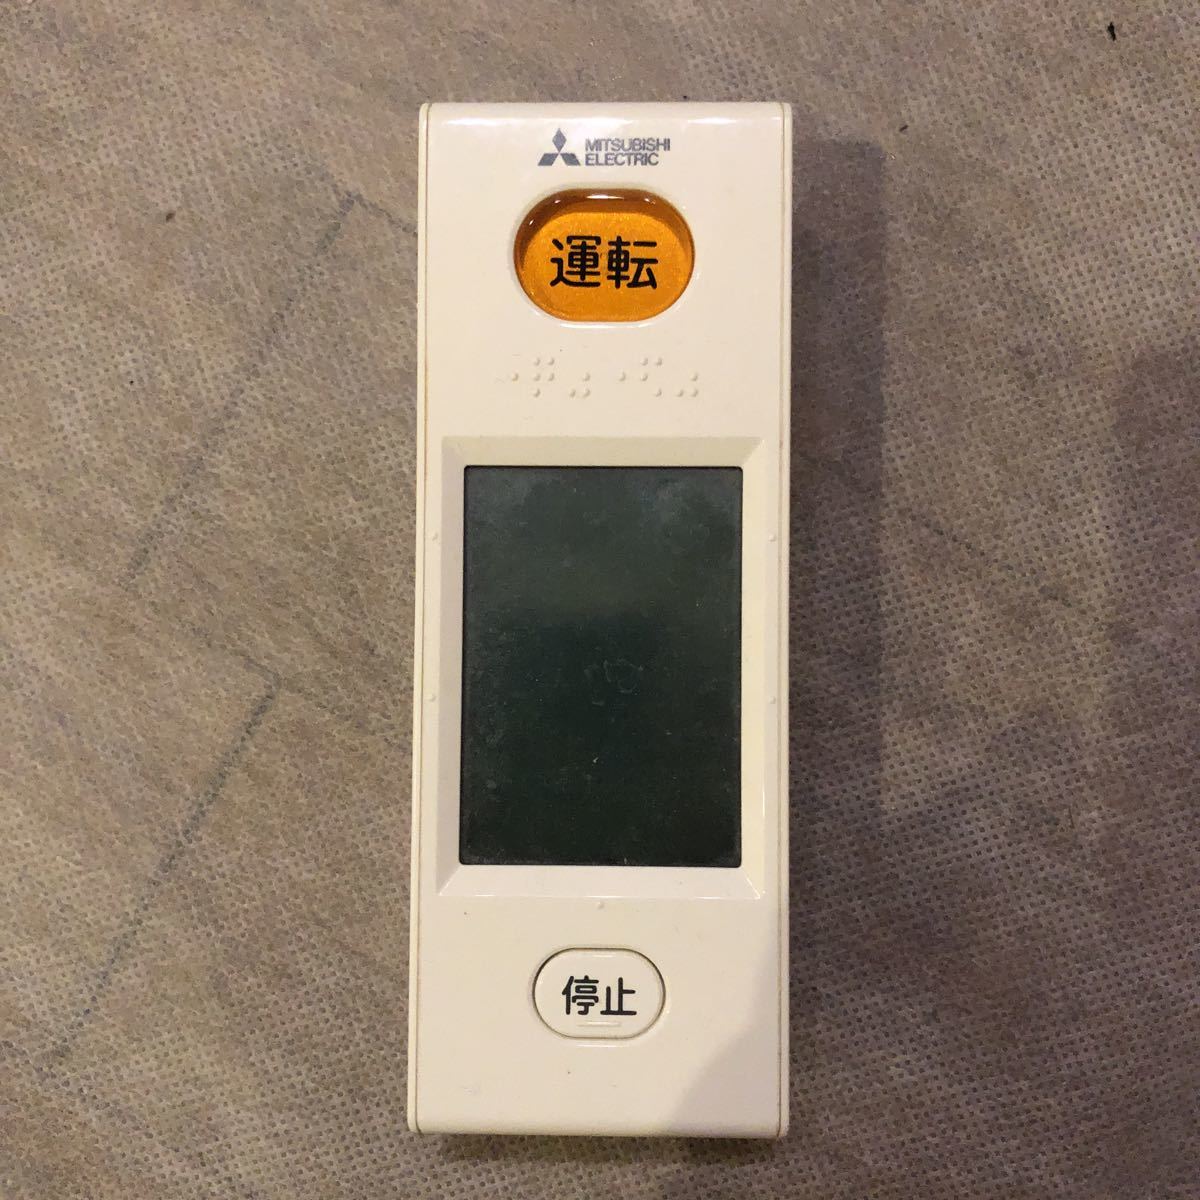 MITSUBISHI
ELECTRIC
運転
停止